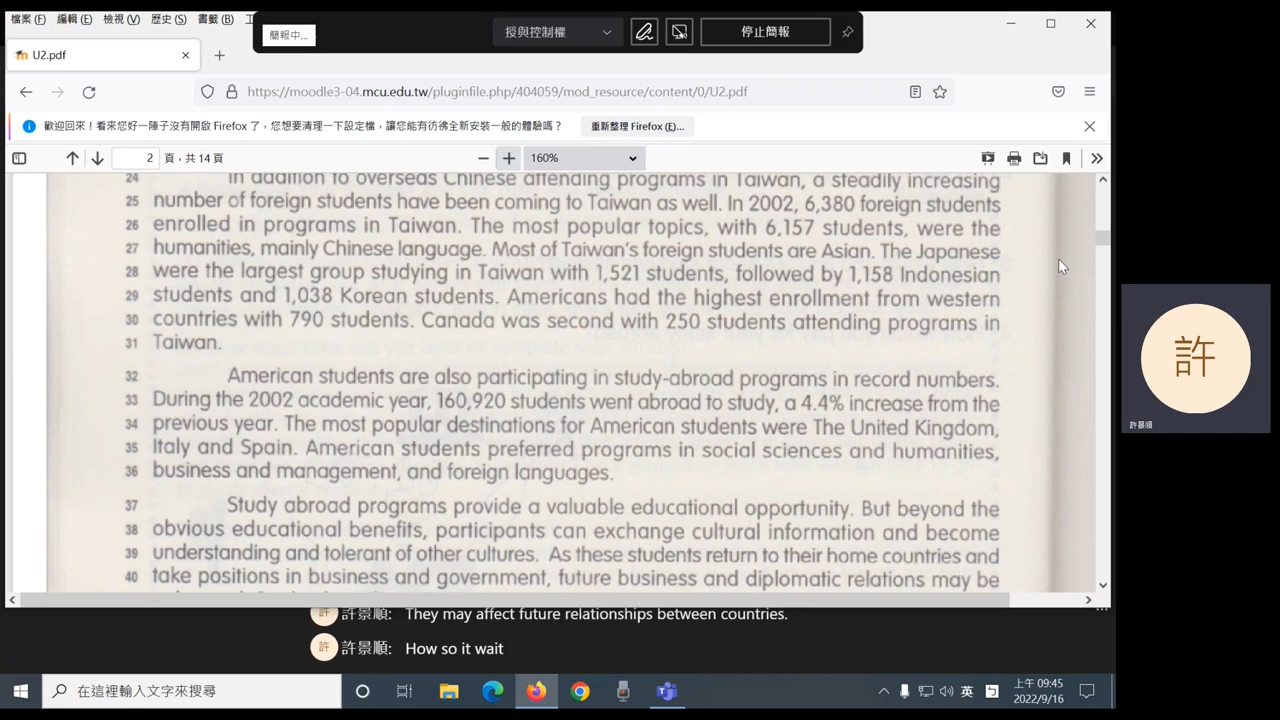 檔案(F) 編輯(E) 檢視(V) 歷史(S) 書籤(B)
簡報中...
授與控制權
停止簡報
U2.pdf
https://moodle3-04.mcu.edu.tw/pluginfile.php/404059/mod_resource/content/0/U2.pdf
歡迎回來！看來您好一陣子沒有開啟 Firefox 了，您想要清理一下設定檔，讓您能有彷彿全新安裝一般的體驗嗎？ 重新整理 Firefox (E)...
2 頁，共 14 頁 160%
24 In addition to overseas Chinese attending programs in Taiwan, a steadily increasing
25 number of foreign students have been coming to Taiwan as well. In 2002, 6,380 foreign students
26 enrolled in programs in Taiwan. The most popular topics, with 6,157 students, were the
27 humanities, mainly Chinese language. Most of Taiwan's foreign students are Asian. The Japanese
28 were the largest group studying in Taiwan with 1,521 students, followed by 1,158 Indonesian
29 students and 1,038 Korean students. Americans had the highest enrollment from western
30 countries with 790 students. Canada was second with 250 students attending programs in
31 Taiwan.
32 American students are also participating in study-abroad programs in record numbers.
33 During the 2002 academic year, 160,920 students went abroad to study, a 4.4% increase from the
34 previous year. The most popular destinations for American students were The United Kingdom,
35 Italy and Spain. American students preferred programs in social sciences and humanities,
36 business and management, and foreign languages.
37 Study abroad programs provide a valuable educational opportunity. But beyond the
38 obvious educational benefits, participants can exchange cultural information and become
39 understanding and tolerant of other cultures. As these students return to their home countries and
40 take positions in business and government, future business and diplomatic relations may be
許
許景順
許 許景順: They may affect future relationships between countries.
許 許景順: How so it wait
在這裡輸入文字來搜尋
英
上午 09:45
2022/9/16